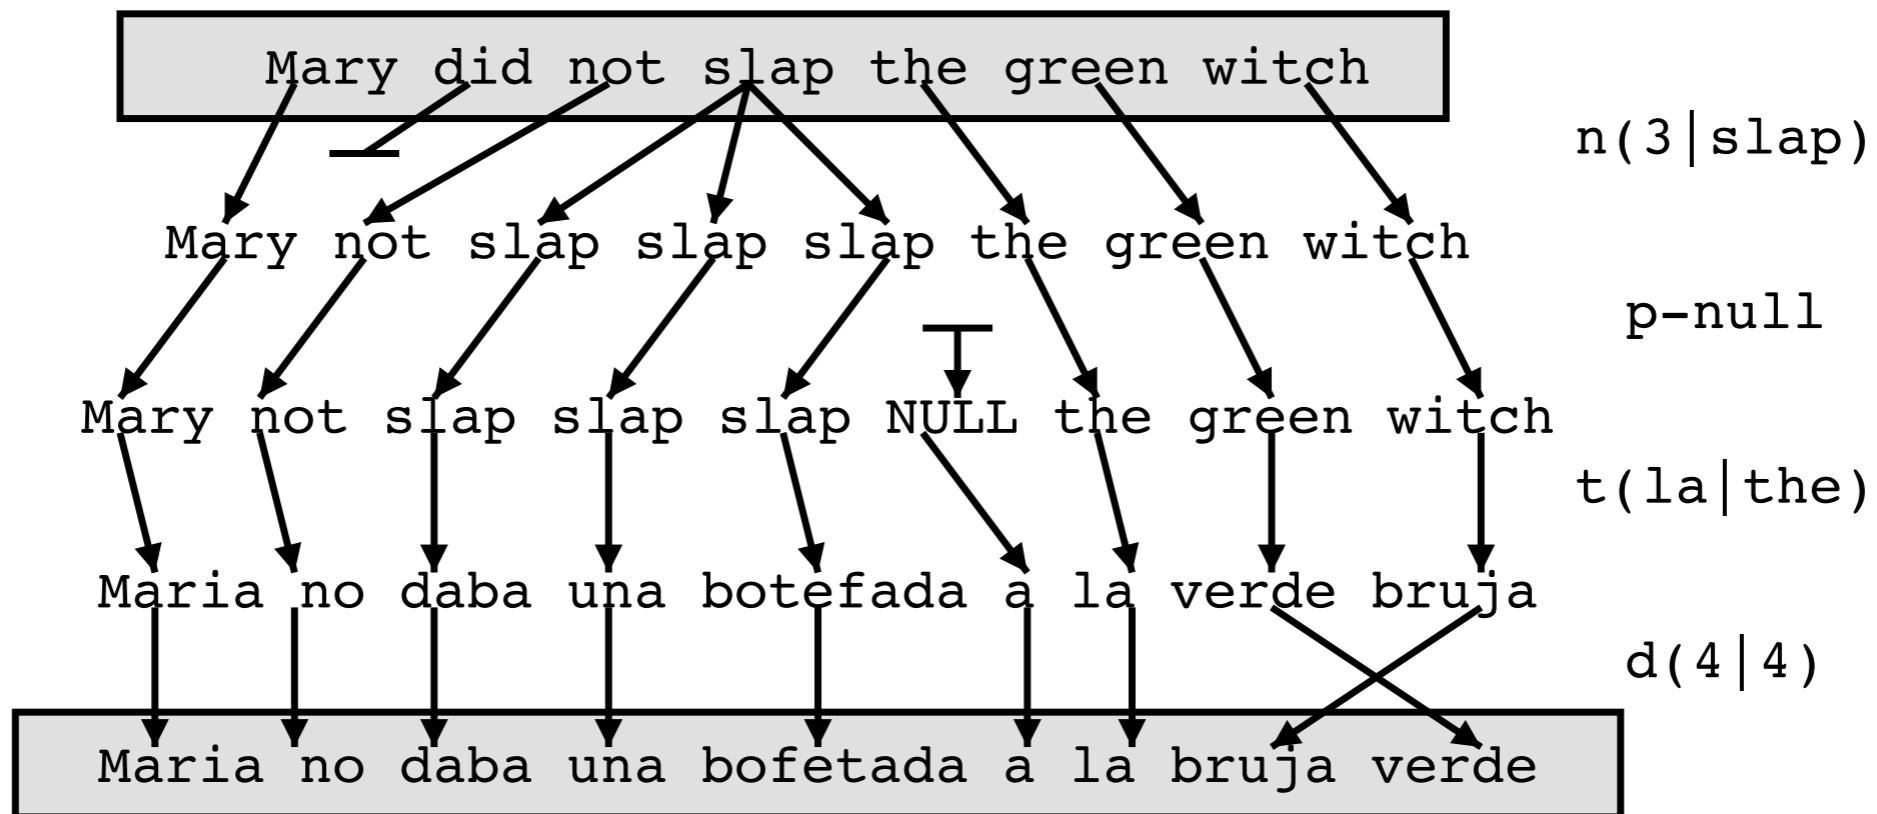 Mary did not slap the green witch
n(3|slap)
Mary not slap slap slap the green witch
p-null
Mary not slap slap slap NULL the green witch
t(la|the)
Maria no daba una botefada a la verde bruja
d(4|4)
Maria no daba una bofetada a la bruja verde